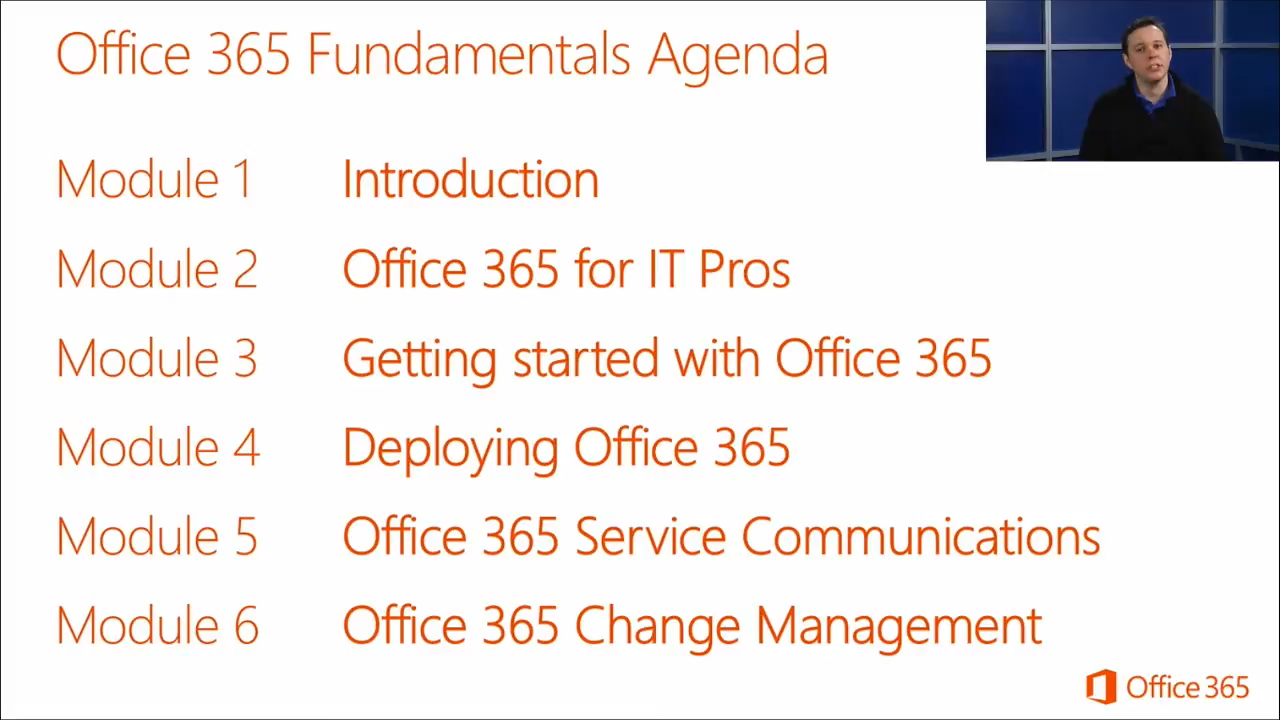 Office 365 Fundamentals Agenda
Module 1 Introduction
Module 2 Office 365 for IT Pros
Module 3 Getting started with Office 365
Module 4 Deploying Office 365
Module 5 Office 365 Service Communications
Module 6 Office 365 Change Management
Office 365